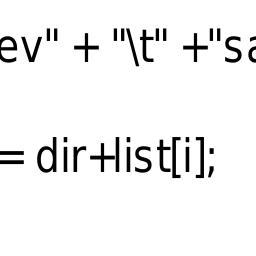 ev" + "\t" +"sa
= dir+list[i];